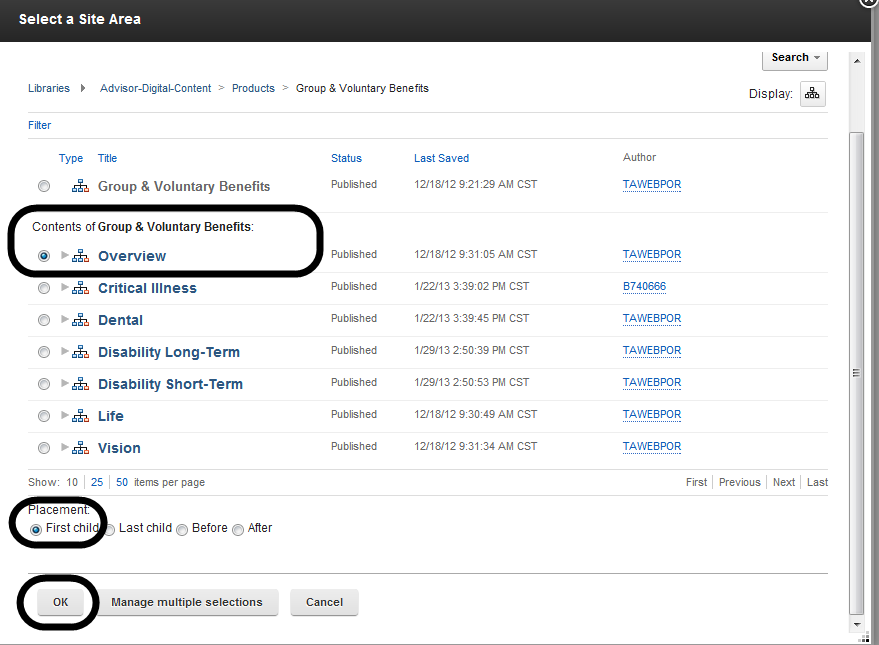 Select a Site Area
Search
Libraries Advisor-Digital-Content > Products > Group & Voluntary Benefits
Display:
Filter
Type Title Status Last Saved Author
Group & Voluntary Benefits Published 12/18/12 9:21:29 AM CST TAWEBPOR
Contents of Group & Voluntary Benefits:
Overview Published 12/18/12 9:31:05 AM CST TAWEBPOR
Critical Illness Published 1/22/13 3:39:02 PM CST B740666
Dental Published 1/22/13 3:39:45 PM CST TAWEBPOR
Disability Long-Term Published 1/29/13 2:50:39 PM CST TAWEBPOR
Disability Short-Term Published 1/29/13 2:50:53 PM CST TAWEBPOR
Life Published 12/18/12 9:30:49 AM CST TAWEBPOR
Vision Published 12/18/12 9:31:34 AM CST TAWEBPOR
Show: 10 25 50 items per page First Previous Next Last
Placement:
First child Last child Before After
OK Manage multiple selections Cancel